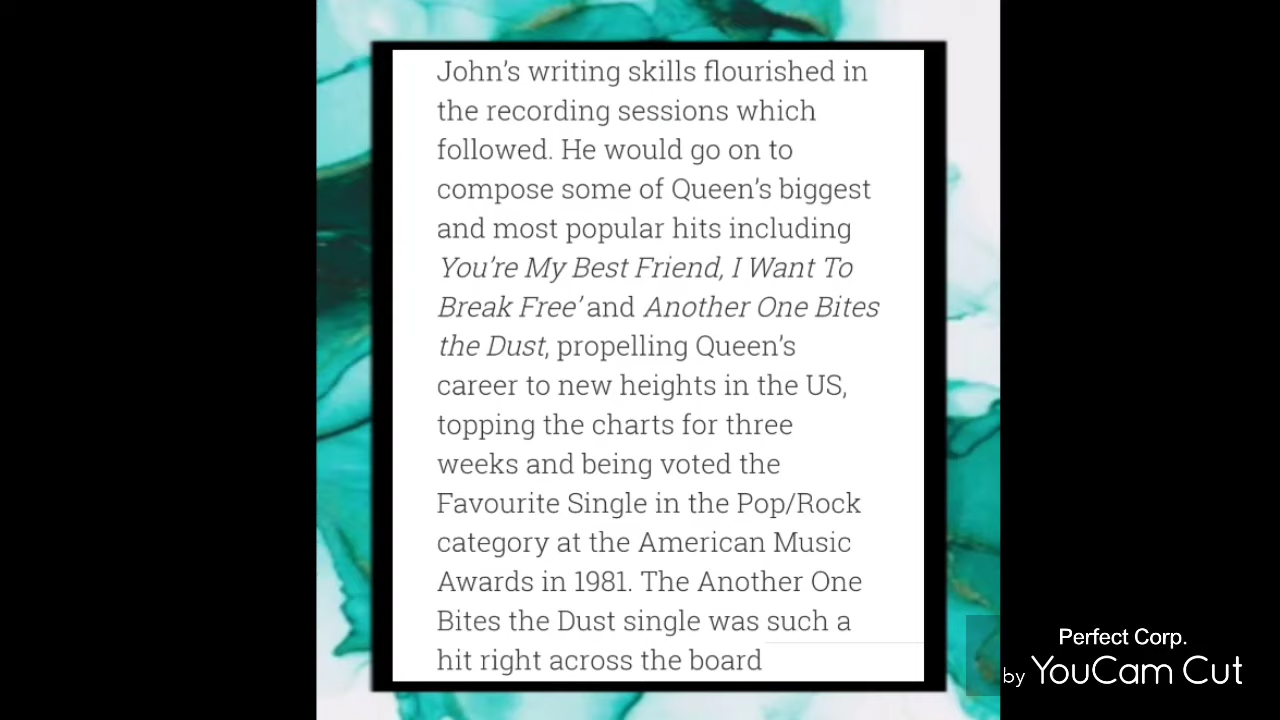 John's writing skills flourished in
the recording sessions which
followed. He would go on to
compose some of Queen's biggest
and most popular hits including
You're My Best Friend, I Want To
Break Free' and Another One Bites
the Dust, propelling Queen's
career to new heights in the US,
topping the charts for three
weeks and being voted the
Favourite Single in the Pop/Rock
category at the American Music
Awards in 1981. The Another One
Bites the Dust single was such a
hit right across the board
Perfect Corp.
by YouCam Cut